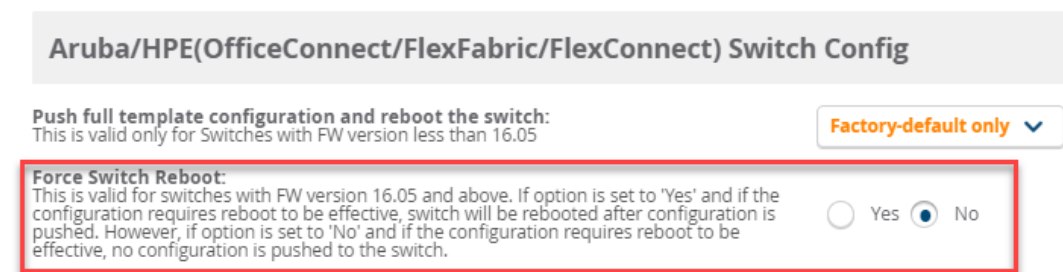 Aruba/HPE(OfficeConnect/FlexFabric/FlexConnect) Switch Config
Push full template configuration and reboot the switch:
This is valid only for Switches with FW version less than 16.05
Factory-default only
Force Switch Reboot:
This is valid for switches with FW version 16.05 and above. If option is set to 'Yes' and if the
configuration requires reboot to be effective, switch will be rebooted after configuration is
pushed. However, if option is set to 'No' and if the configuration requires reboot to be
effective, no configuration is pushed to the switch.
Yes No